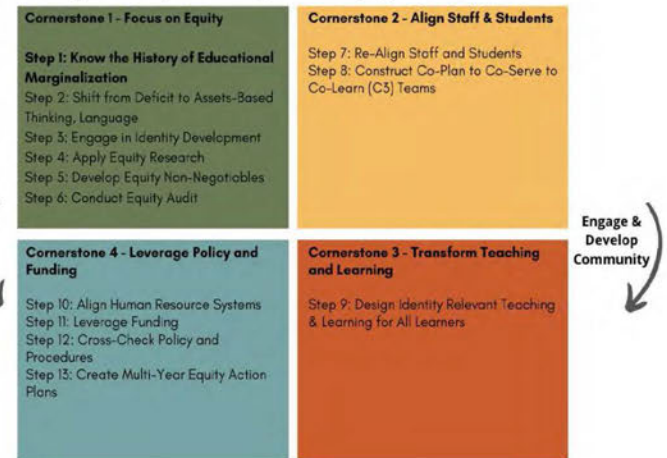 Cornerstone 1 - Focus on Equity
Step 1: Know the History of Educational
Marginalization
Step 2: Shift from Deficit to Assets-Based
Thinking, Language
Step 3: Engage in Identity Development
Step 4: Apply Equity Research
Step 5: Develop Equity Non-Negotiables
Step 6: Conduct Equity Audit
Cornerstone 2 - Align Staff & Students
Step 7: Re-Align Staff and Students
Step 8: Construct Co-Plan to Co-Serve to
Co-Learn (C3) Teams
Engage &
Develop
Community
Cornerstone 4 - Leverage Policy and
Funding
Step 10: Align Human Resource Systems
Step 11: Leverage Funding
Step 12: Cross-Check Policy and
Procedures
Step 13: Create Multi-Year Equity Action
Plans
Cornerstone 3 - Transform Teaching
and Learning
Step 9: Design Identity Relevant Teaching
& Learning for All Learners